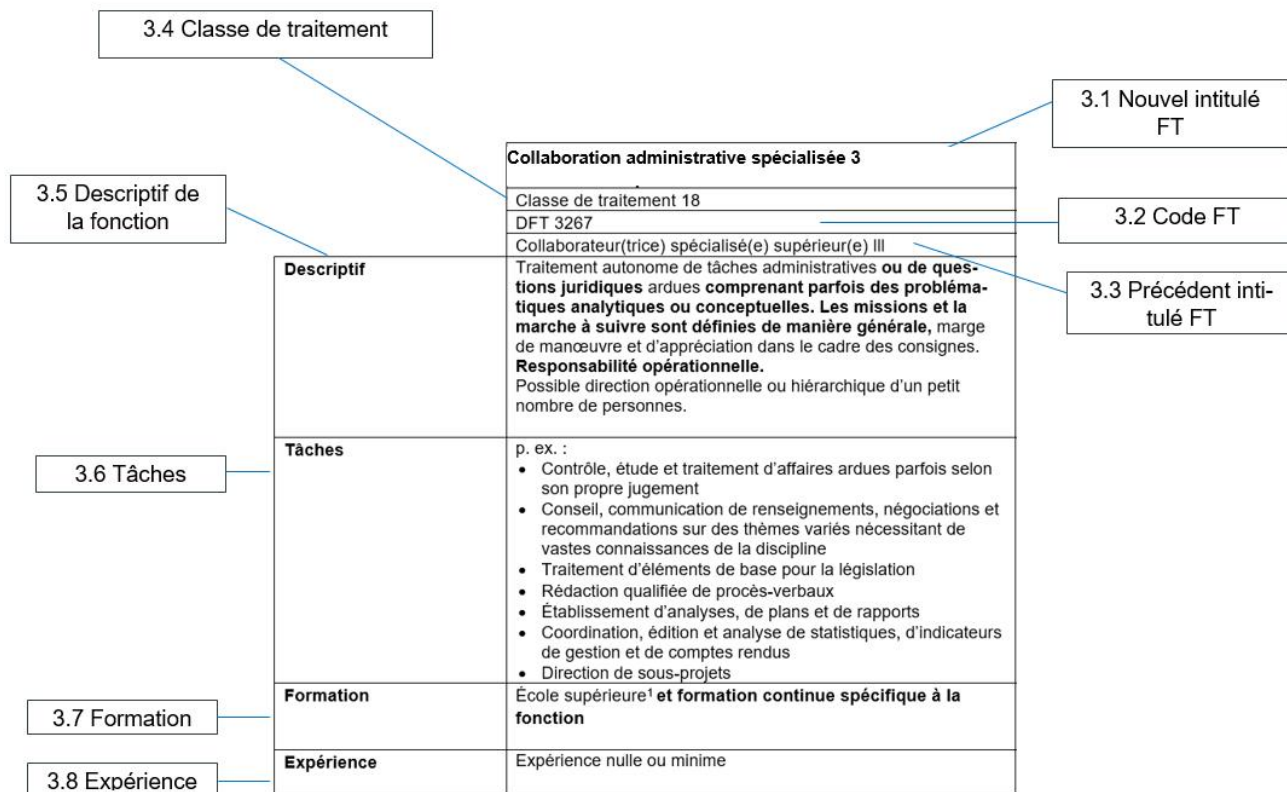 3.4 Classe de traitement
3.1 Nouvel intitulé
FT
Collaboration administrative spécialisée 3
Classe de traitement 18
3.5 Descriptif de
la fonction
DFT 3267
3.2 Code FT
Collaborateur(trice) spécialisé(e) supérieur(e) III
3.3 Précédent inti-
tulé FT
Descriptif
Traitement autonome de tâches administratives ou de ques-
tions juridiques ardues comprenant parfois des probléma-
tiques analytiques ou conceptuelles. Les missions et la
marche à suivre sont définies de manière générale, marge
de manœuvre et d'appréciation dans le cadre des consignes.
Responsabilité opérationnelle.
Possible direction opérationnelle ou hiérarchique d'un petit
nombre de personnes.
3.6 Tâches
Tâches
p. ex. :
• Contrôle, étude et traitement d'affaires ardues parfois selon
son propre jugement
• Conseil, communication de renseignements, négociations et
recommandations sur des thèmes variés nécessitant de
vastes connaissances de la discipline
• Traitement d'éléments de base pour la législation
• Rédaction qualifiée de procès-verbaux
• Établissement d'analyses, de plans et de rapports
• Coordination, édition et analyse de statistiques, d'indicateurs
de gestion et de comptes rendus
• Direction de sous-projets
3.7 Formation
Formation
École supérieure¹ et formation continue spécifique à la
fonction
3.8 Expérience
Expérience
Expérience nulle ou minime